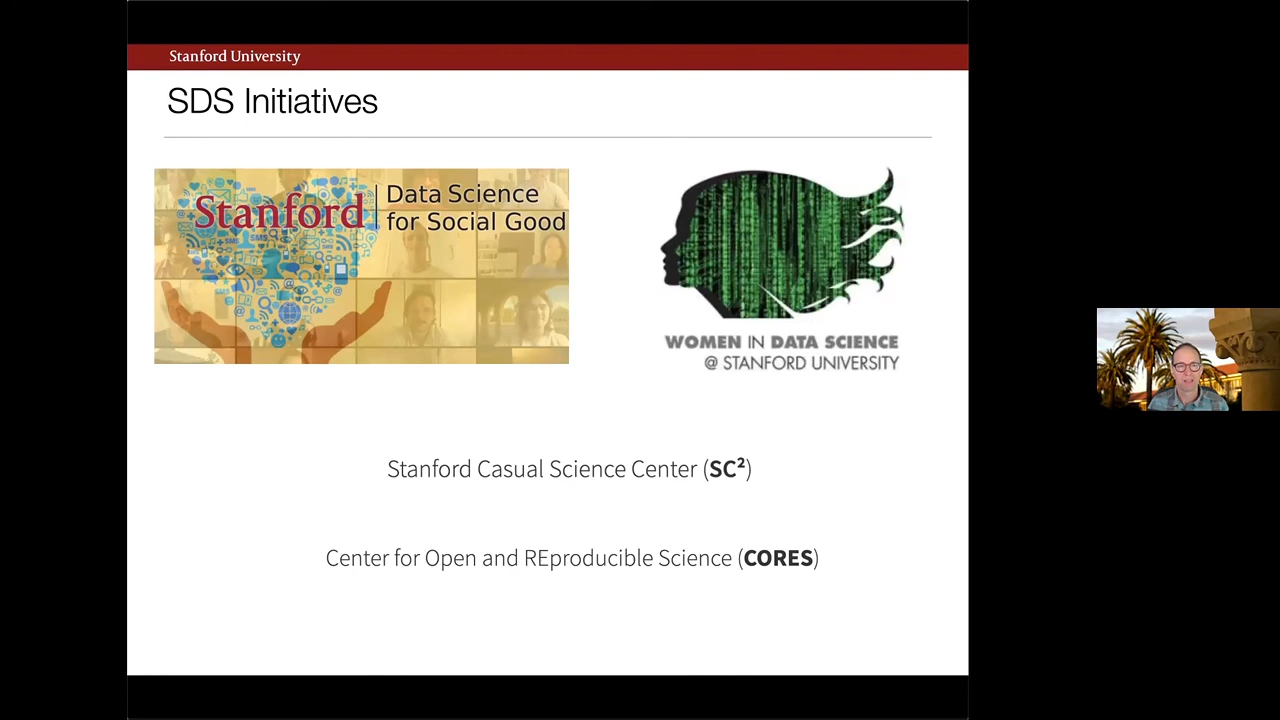 Stanford University
SDS Initiatives
Stanford
Data Science
for Social Good
WOMEN IN DATA SCIENCE
@ STANFORD UNIVERSITY
Stanford Casual Science Center (SC²)
Center for Open and REproducible Science (CORES)